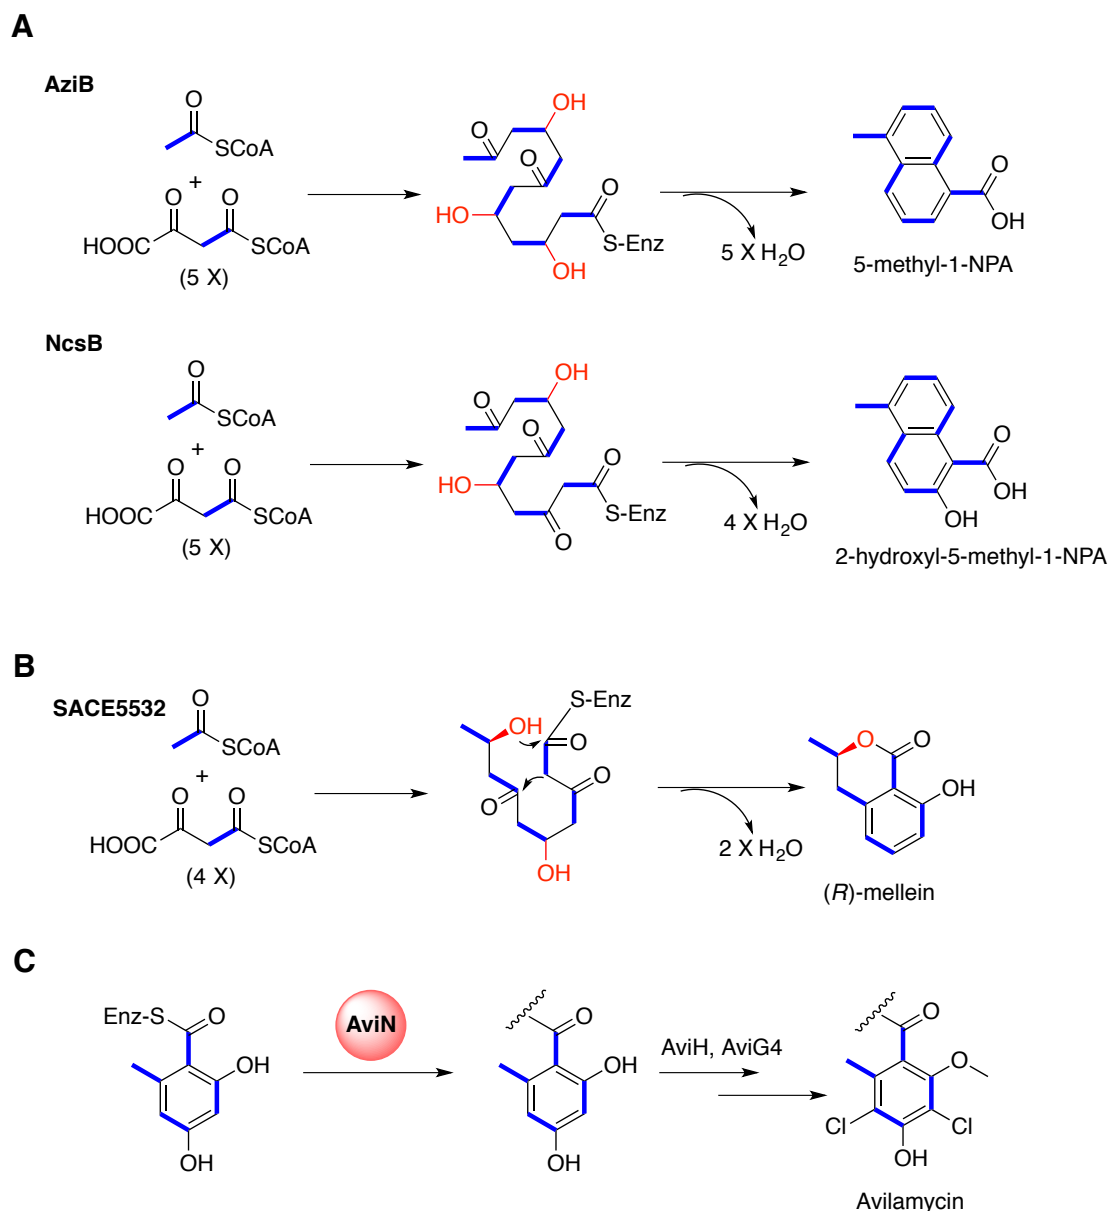 A
AziB
O
SCoA
+
O O
HOOC SCoA
(5 X)
OH
O
O
O
HO
S-Enz
OH
5 X H2O
O
OH
5-methyl-1-NPA
NcsB
O
SCoA
+
O O
HOOC SCoA
(5 X)
OH
O
O
O
HO
S-Enz
O
4 X H2O
O
OH
OH
2-hydroxyl-5-methyl-1-NPA
B
SACE5532
O
SCoA
+
O O
HOOC SCoA
(4 X)
S-Enz
OH
O
O
O
OH
2 X H2O
O O
OH
(R)-mellein
C
Enz-S O
OH
OH
AviN
O
OH
OH
AviH, AviG4
O
O
Cl Cl
OH
Avilamycin